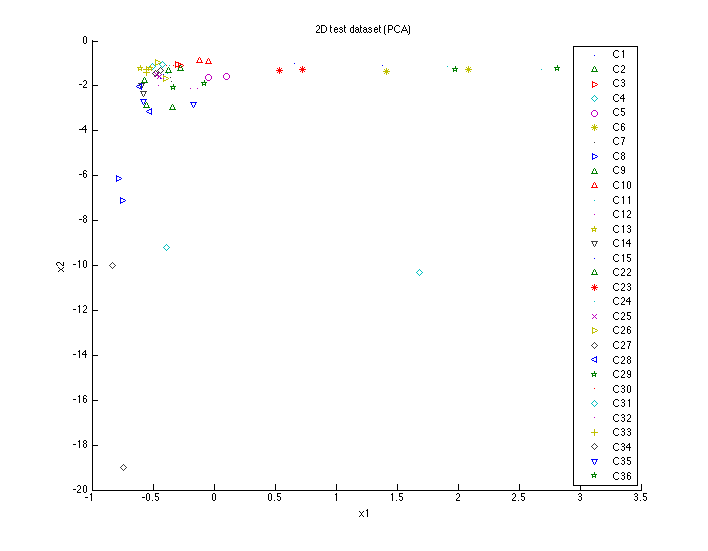 2D test dataset (PCA)
0
-2
-4
-6
-8
-10
-12
-14
-16
-18
-20
x2
-1
-0.5
0
0.5
1
1.5
2
2.5
3
3.5
x1
C1
C2
C3
C4
C5
C6
C7
C8
C9
C10
C11
C12
C13
C14
C15
C22
C23
C24
C25
C26
C27
C28
C29
C30
C31
C32
C33
C34
C35
C36